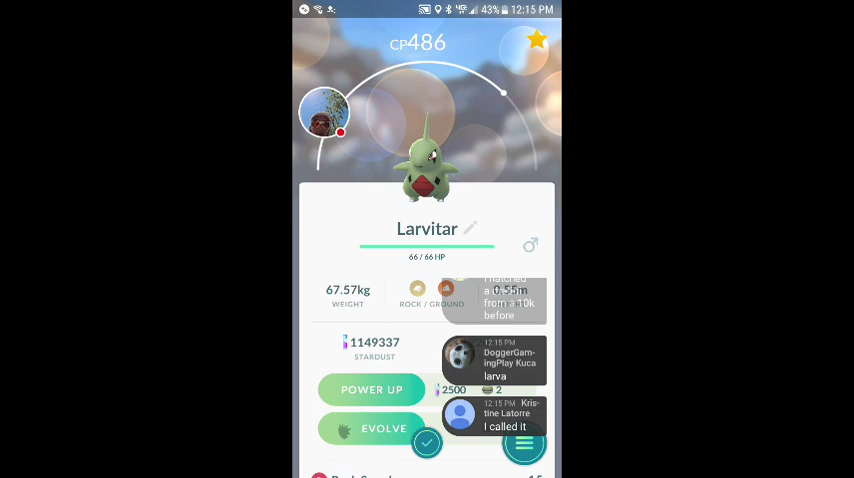 43% 12:15 PM
CP486
Larvitar
66 / 66 HP
67.57kg
WEIGHT
ROCK / GROUND
0.55m
a
from a 10k
before
1149337
STARDUST
12:15 PM
DoggerGam-
ingPlay Kuca
larva
POWER UP
2500
2
12:15 PM Kris-
tine Latorre
I called it
EVOLVE